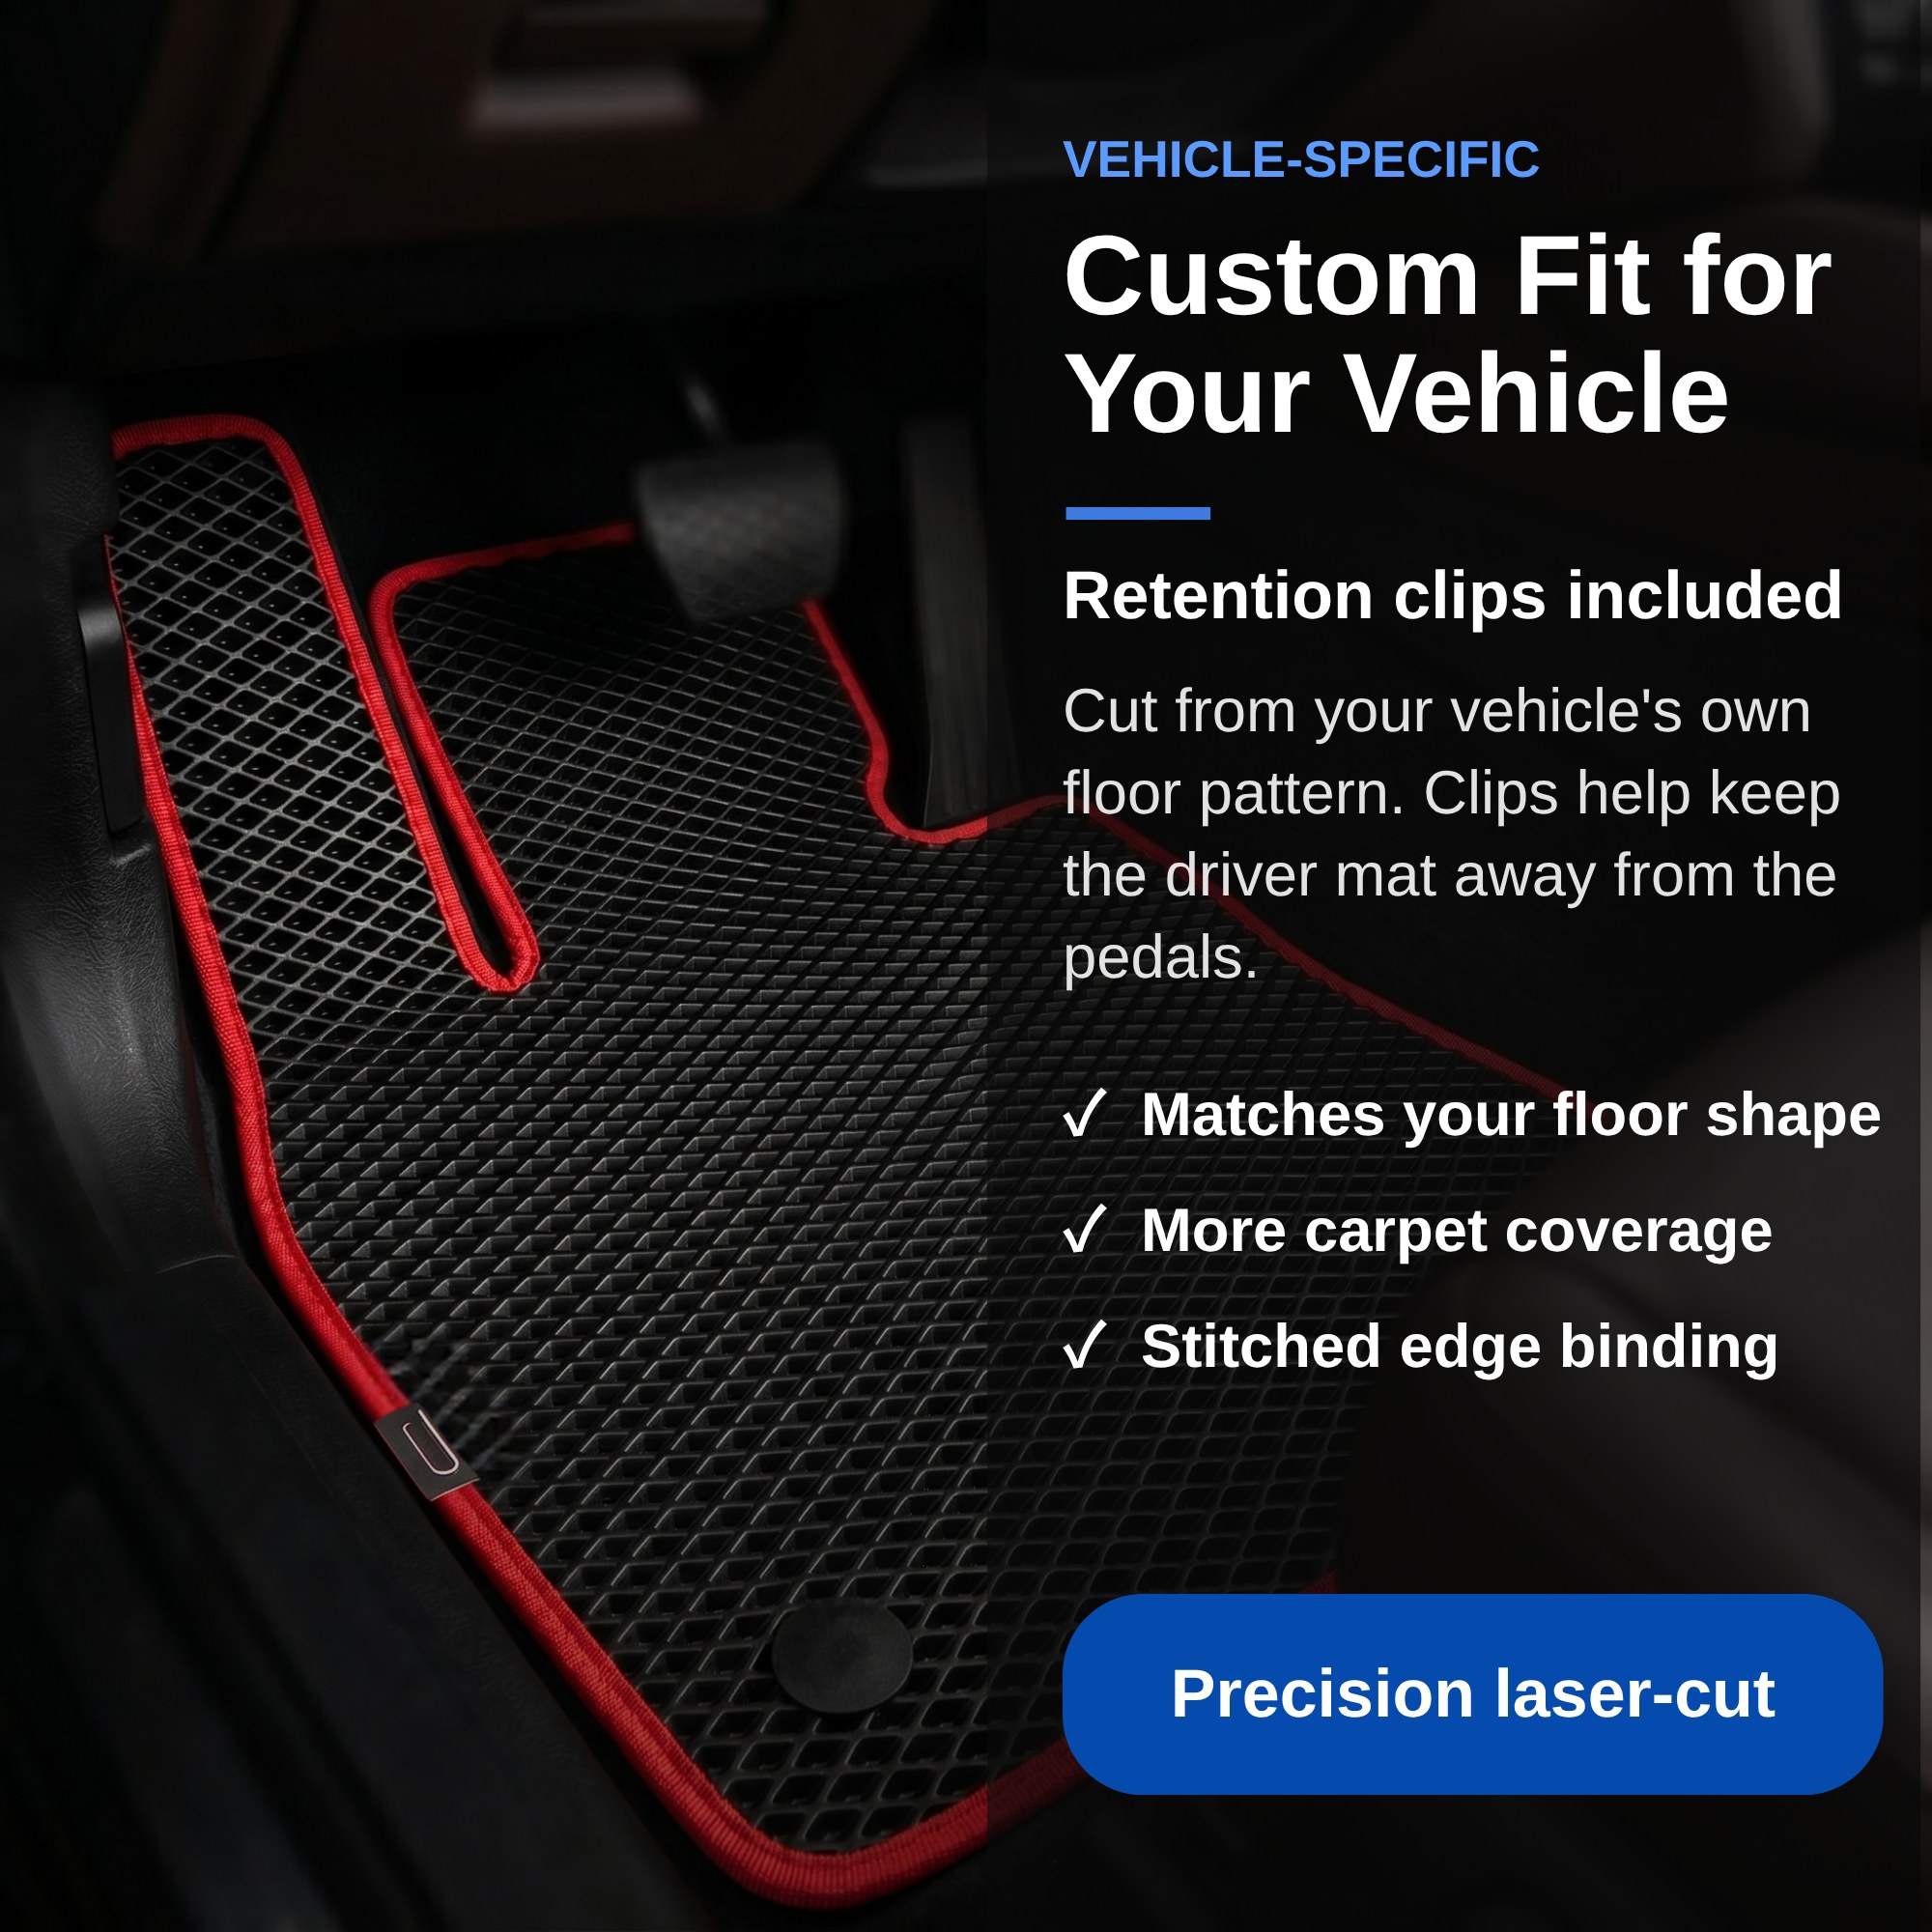 VEHICLE-SPECIFIC
Custom Fit for
Your Vehicle
Retention clips included
Cut from your vehicle's own
floor pattern. Clips help keep
the driver mat away from the
pedals.
✓ Matches your floor shape
✓ More carpet coverage
✓ Stitched edge binding
Precision laser-cut